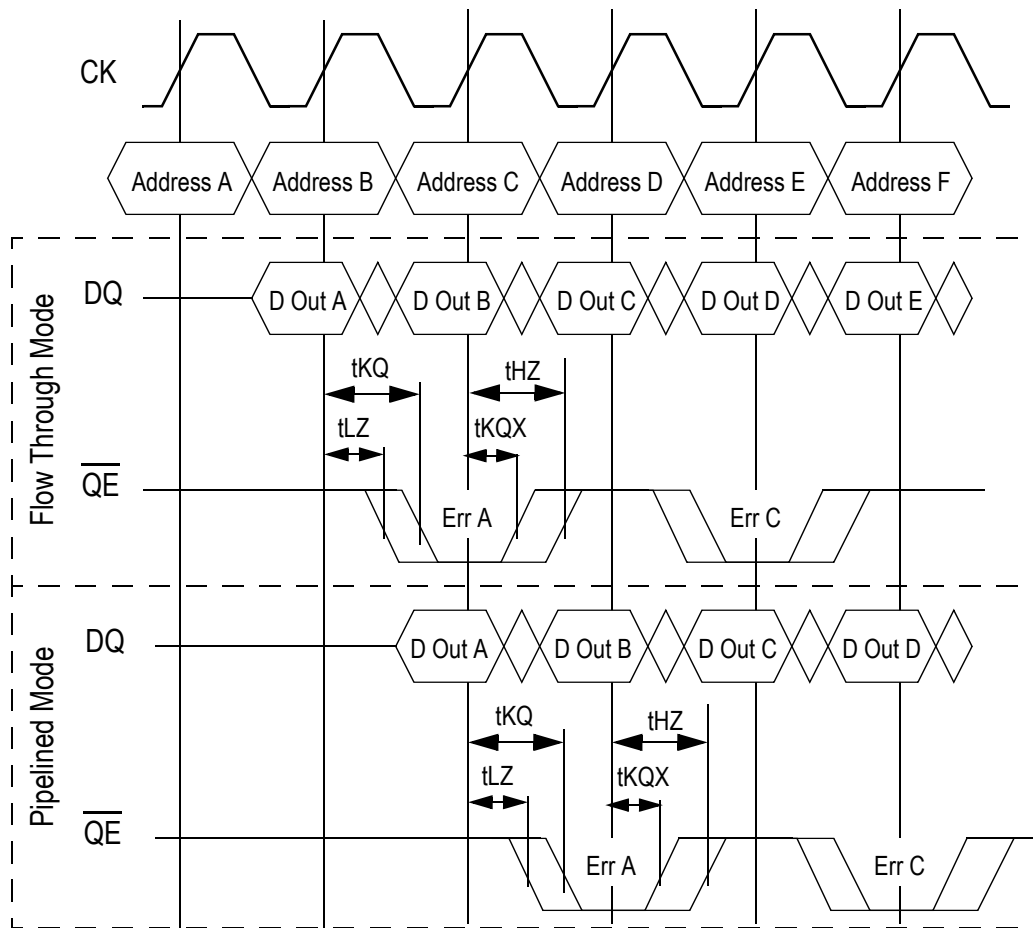 CK
Address A Address B Address C Address D Address E Address F
Flow Through Mode
DQ
D Out A D Out B D Out C D Out D D Out E
tKQ tHZ
tLZ tKQX
QE
Err A Err C
Pipelined Mode
DQ
D Out A D Out B D Out C D Out D
tKQ tHZ
tLZ tKQX
QE
Err A Err C